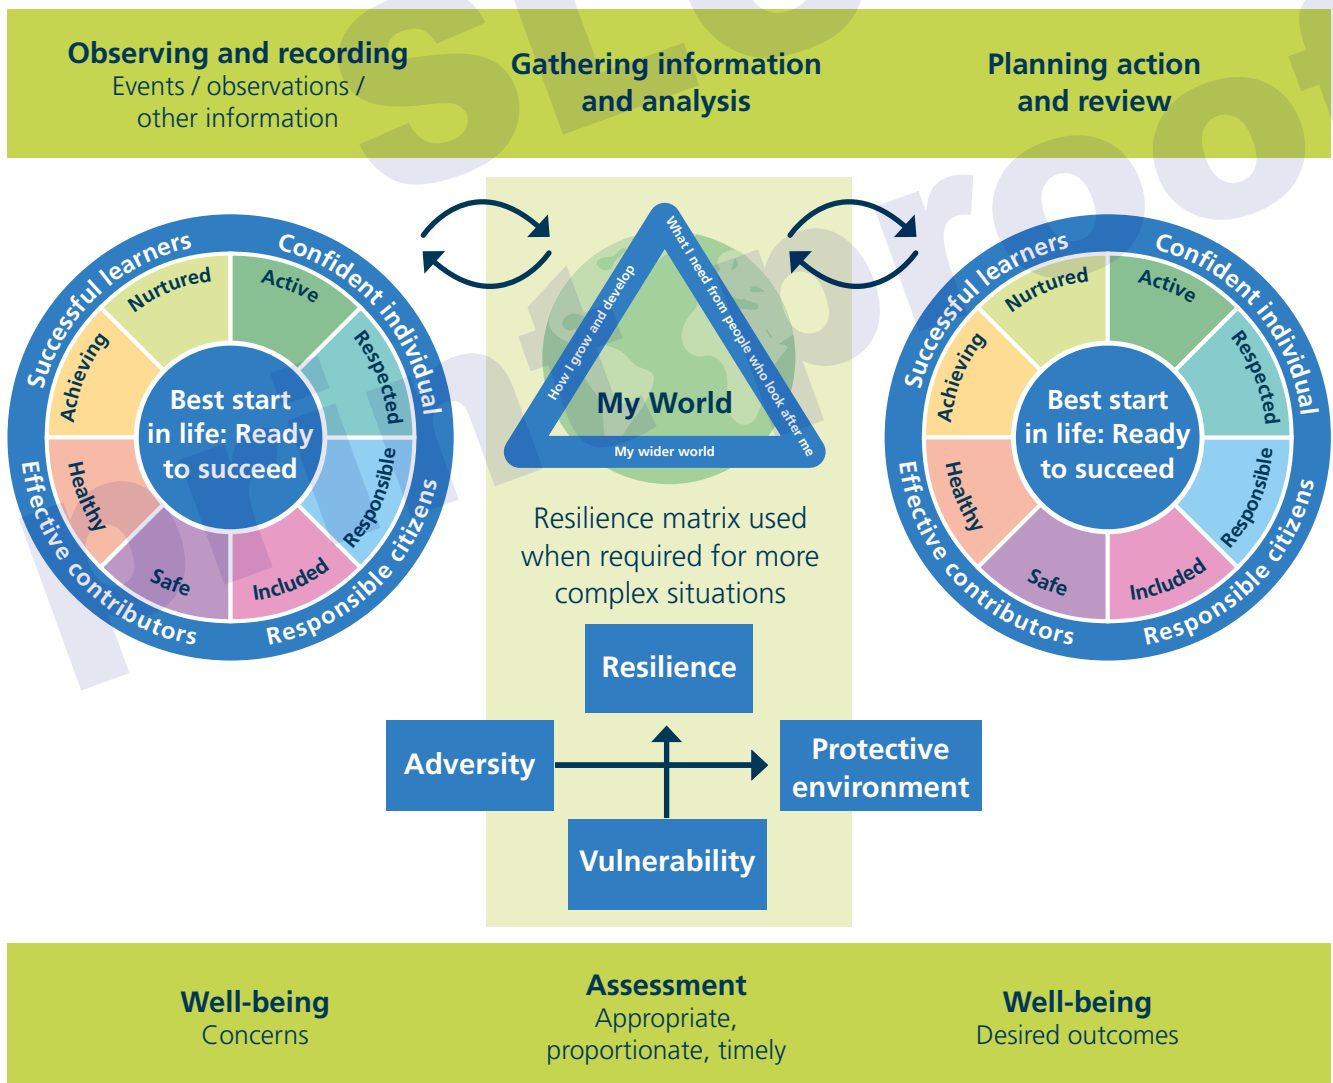 Observing and recording
Events / observations /
other information
Gathering information
and analysis
Planning action
and review
Successful learners
Confident individual
Effective contributors
Responsible citizens
Nurtured
Active
Respected
Responsible
Included
Safe
Healthy
Achieving
Best start
in life: Ready
to succeed
How I grow and develop
What I need from people who look after me
My World
My wider world
Successful learners
Confident individual
Effective contributors
Responsible citizens
Nurtured
Active
Respected
Responsible
Included
Safe
Healthy
Achieving
Best start
in life: Ready
to succeed
Resilience matrix used
when required for more
complex situations
Resilience
Adversity
Protective
environment
Vulnerability
Well-being
Concerns
Assessment
Appropriate,
proportionate, timely
Well-being
Desired outcomes
print proof